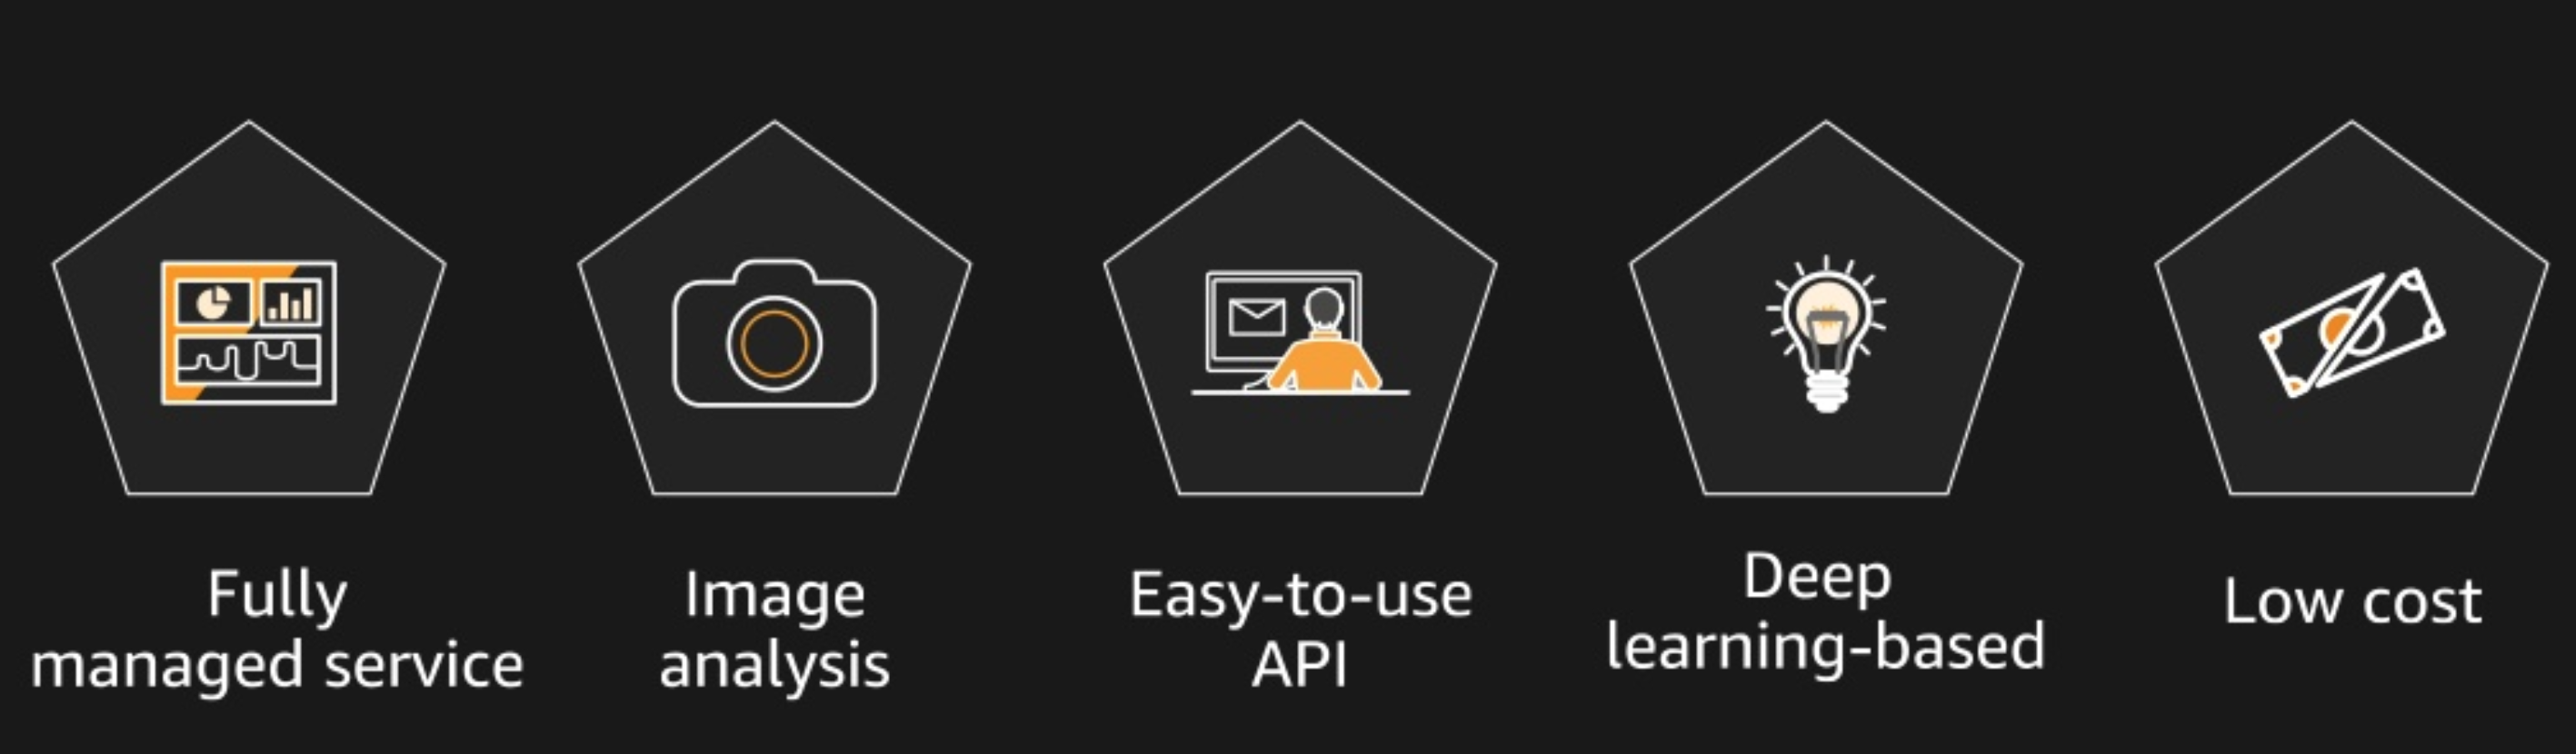 Fully
managed service
Image
analysis
Easy-to-use
API
Deep
learning-based
Low cost